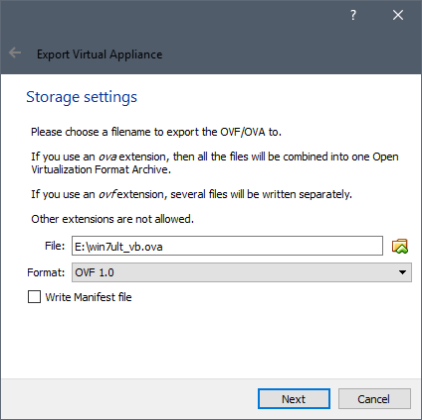 ?
Export Virtual Appliance
Storage settings
Please choose a filename to export the OVF/OVA to.
If you use an ova extension, then all the files will be combined into one Open
Virtualization Format Archive.
If you use an ovf extension, several files will be written separately.
Other extensions are not allowed.
File: E:\win7ult_vb.ova
Format: OVF 1.0
Write Manifest file
Next Cancel